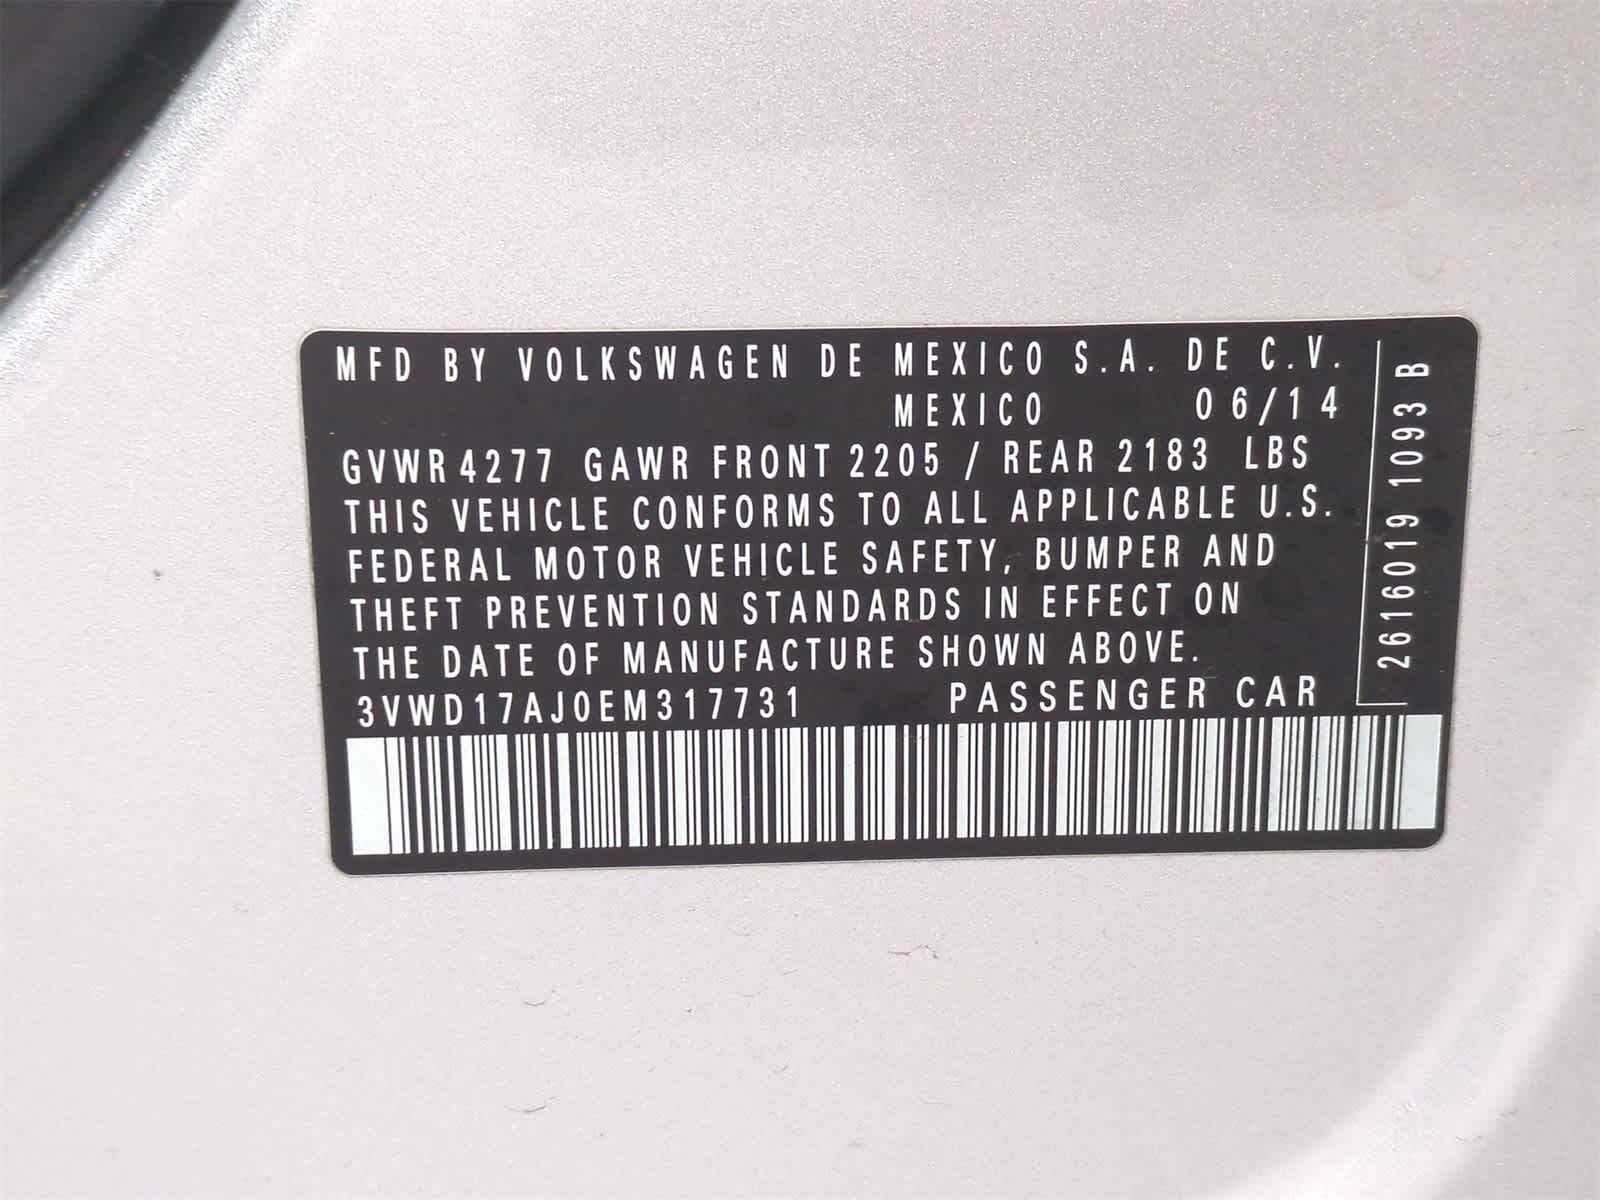 MFD BY VOLKSWAGEN DE MEXICO S.A. DE C.V.
MEXICO 06/14
GVWR 4277 GAWR FRONT 2205 / REAR 2183 LBS
THIS VEHICLE CONFORMS TO ALL APPLICABLE U.S.
FEDERAL MOTOR VEHICLE SAFETY, BUMPER AND
THEFT PREVENTION STANDARDS IN EFFECT ON
THE DATE OF MANUFACTURE SHOWN ABOVE.
3VWD17AJ0EM317731 PASSENGER CAR
2616019 1093 B